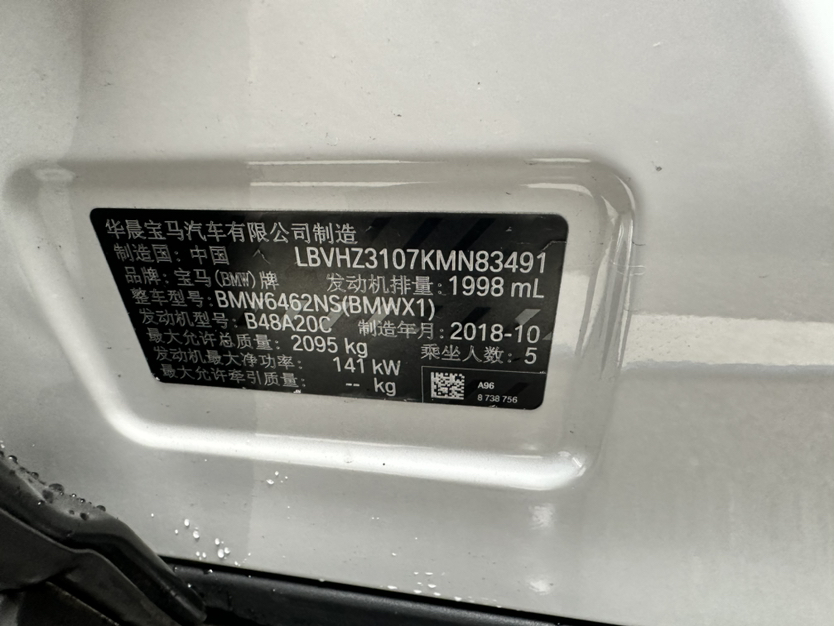 华晨宝马汽车有限公司制造
制造国: 中国 LBVHZ3107KMN83491
品牌: 宝马(BMW)牌 发动机排量: 1998 mL
整车型号: BMW6462NS(BMWX1)
发动机型号: B48A20C 制造年月: 2018-10
最大允许总质量: 2095 kg 乘坐人数: 5
发动机最大净功率: 141 kW
最大允许牵引质量: -- kg
A96
8 738 756